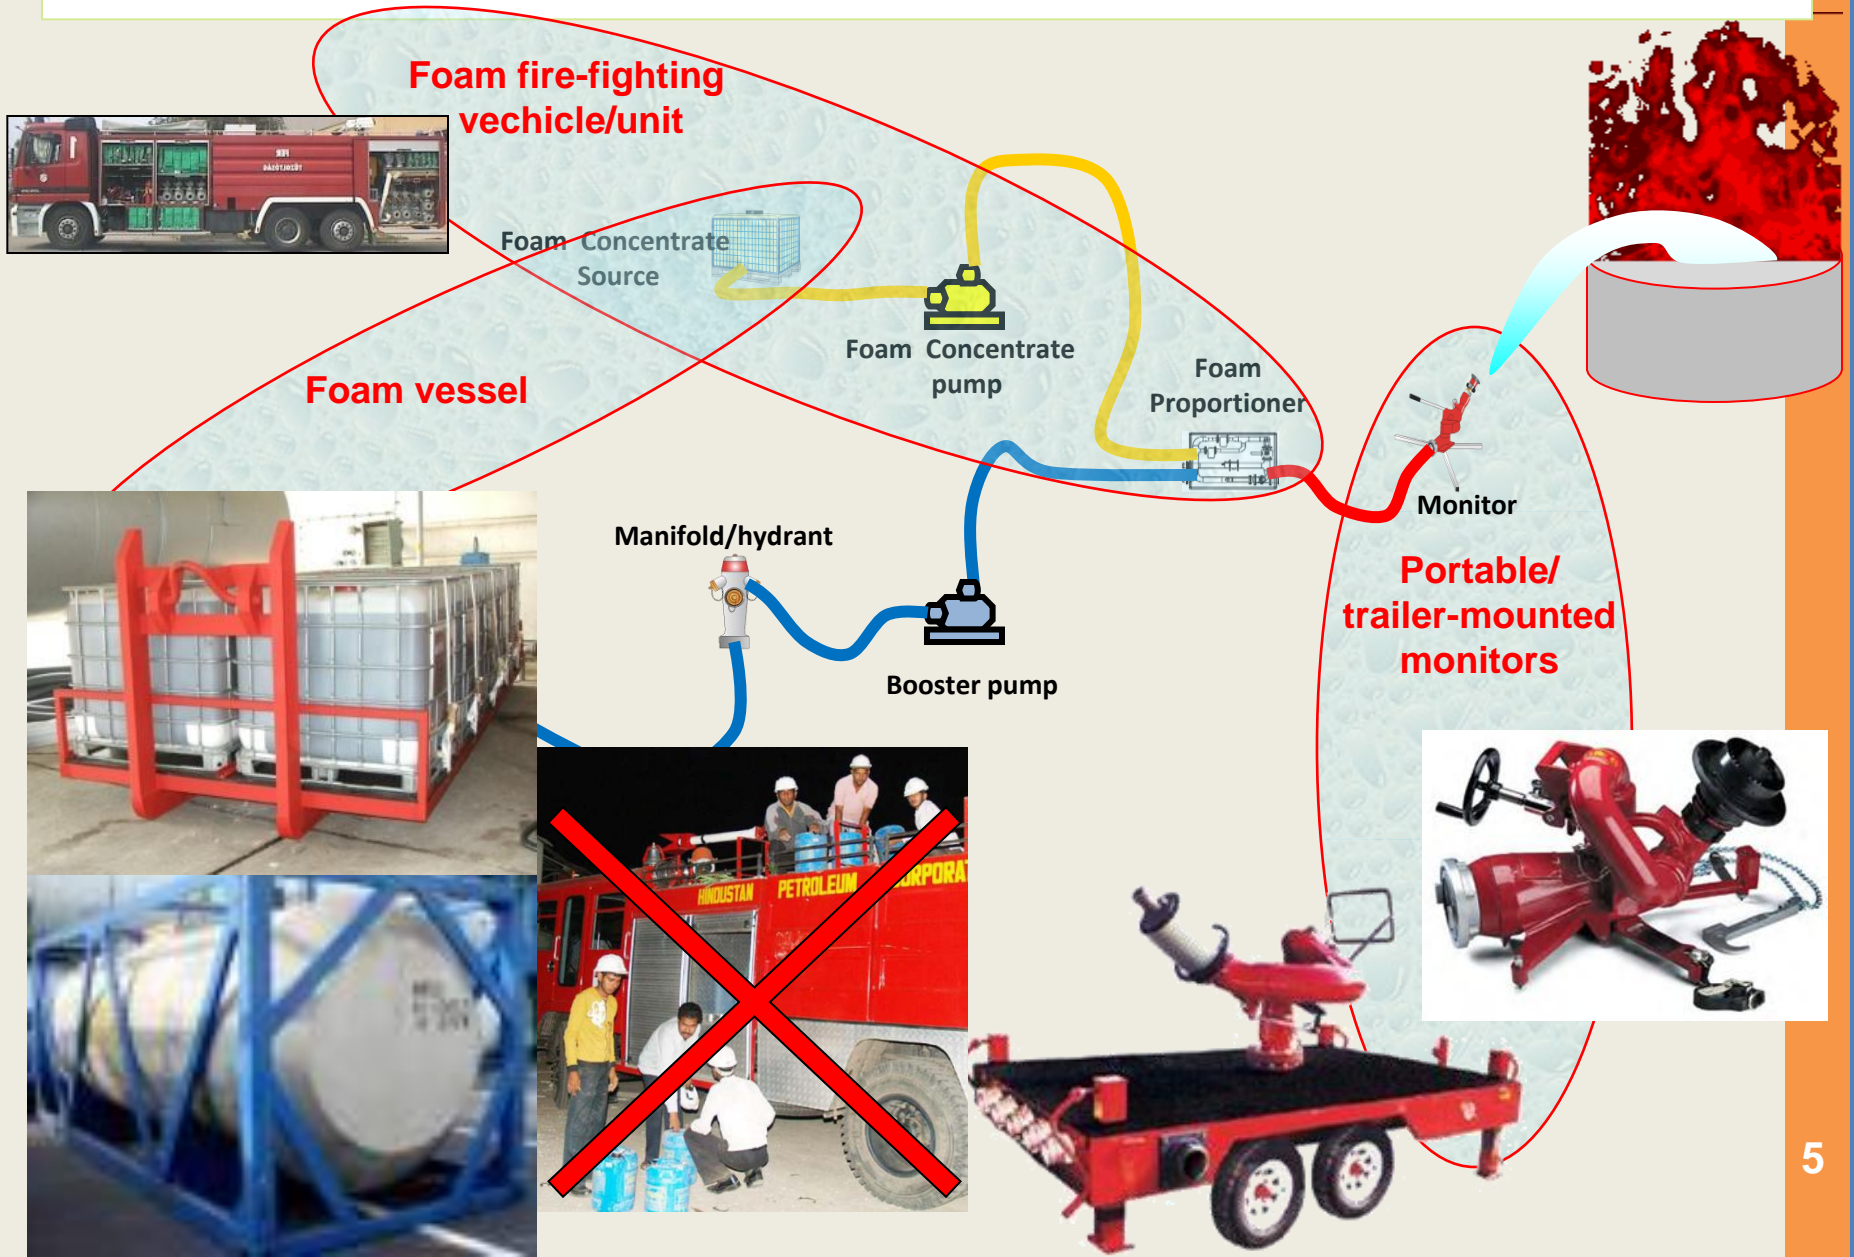 Foam fire-fighting
vechicle/unit
Foam Concentrate
Source
Foam vessel
Foam Concentrate
pump
Foam
Proportioner
Monitor
Manifold/hydrant
Booster pump
Portable/
trailer-mounted
monitors
HINDUSTAN PETROLEUM
5